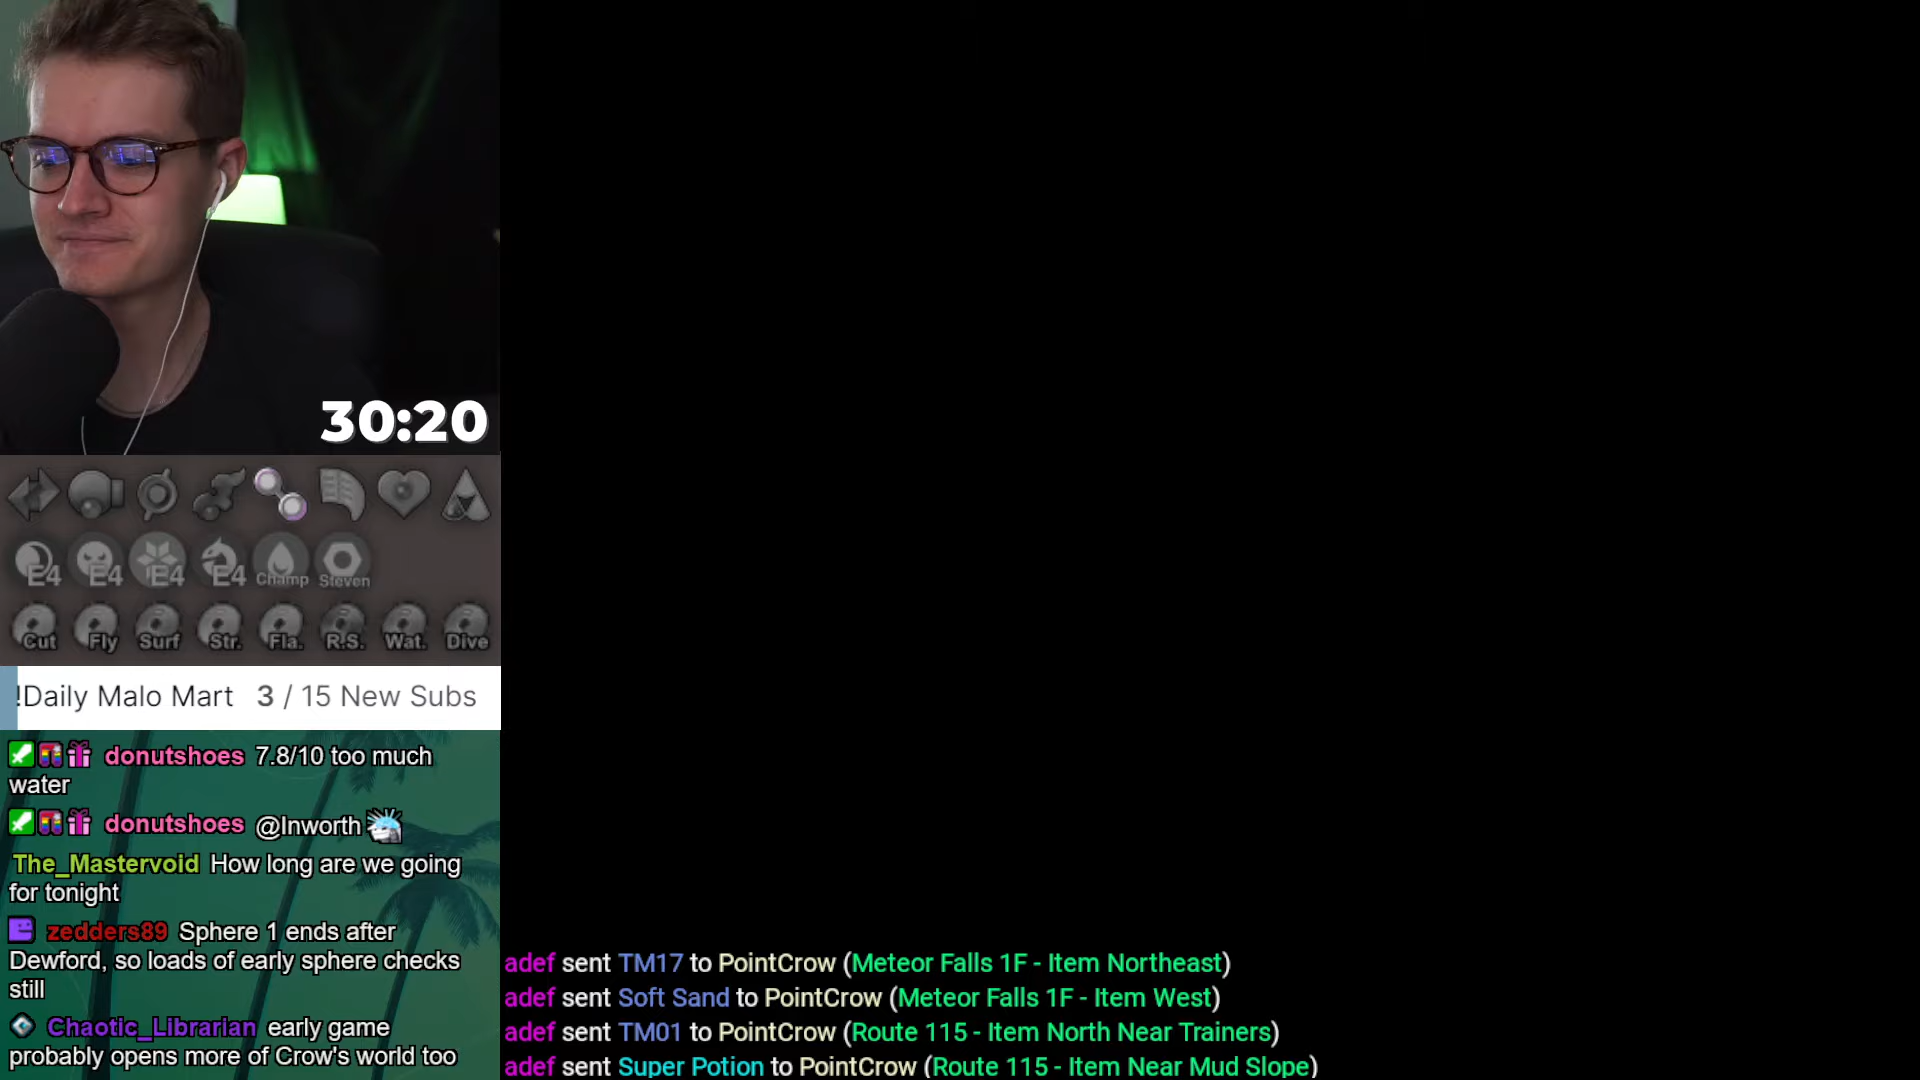 30:20
E4 E4 E4 E4 Champ Steven
Cut Fly Surf Str. Fla. R.S. Wat. Dive
!Daily Malo Mart 3 / 15 New Subs
donutshoes 7.8/10 too much
water
donutshoes @Inworth
The_Mastervoid How long are we going
for tonight
zedders89 Sphere 1 ends after
Dewford, so loads of early sphere checks
still
Chaotic_Librarian early game
probably opens more of Crow's world too
adef sent TM17 to PointCrow (Meteor Falls 1F - Item Northeast)
adef sent Soft Sand to PointCrow (Meteor Falls 1F - Item West)
adef sent TM01 to PointCrow (Route 115 - Item North Near Trainers)
adef sent Super Potion to PointCrow (Route 115 - Item Near Mud Slope)